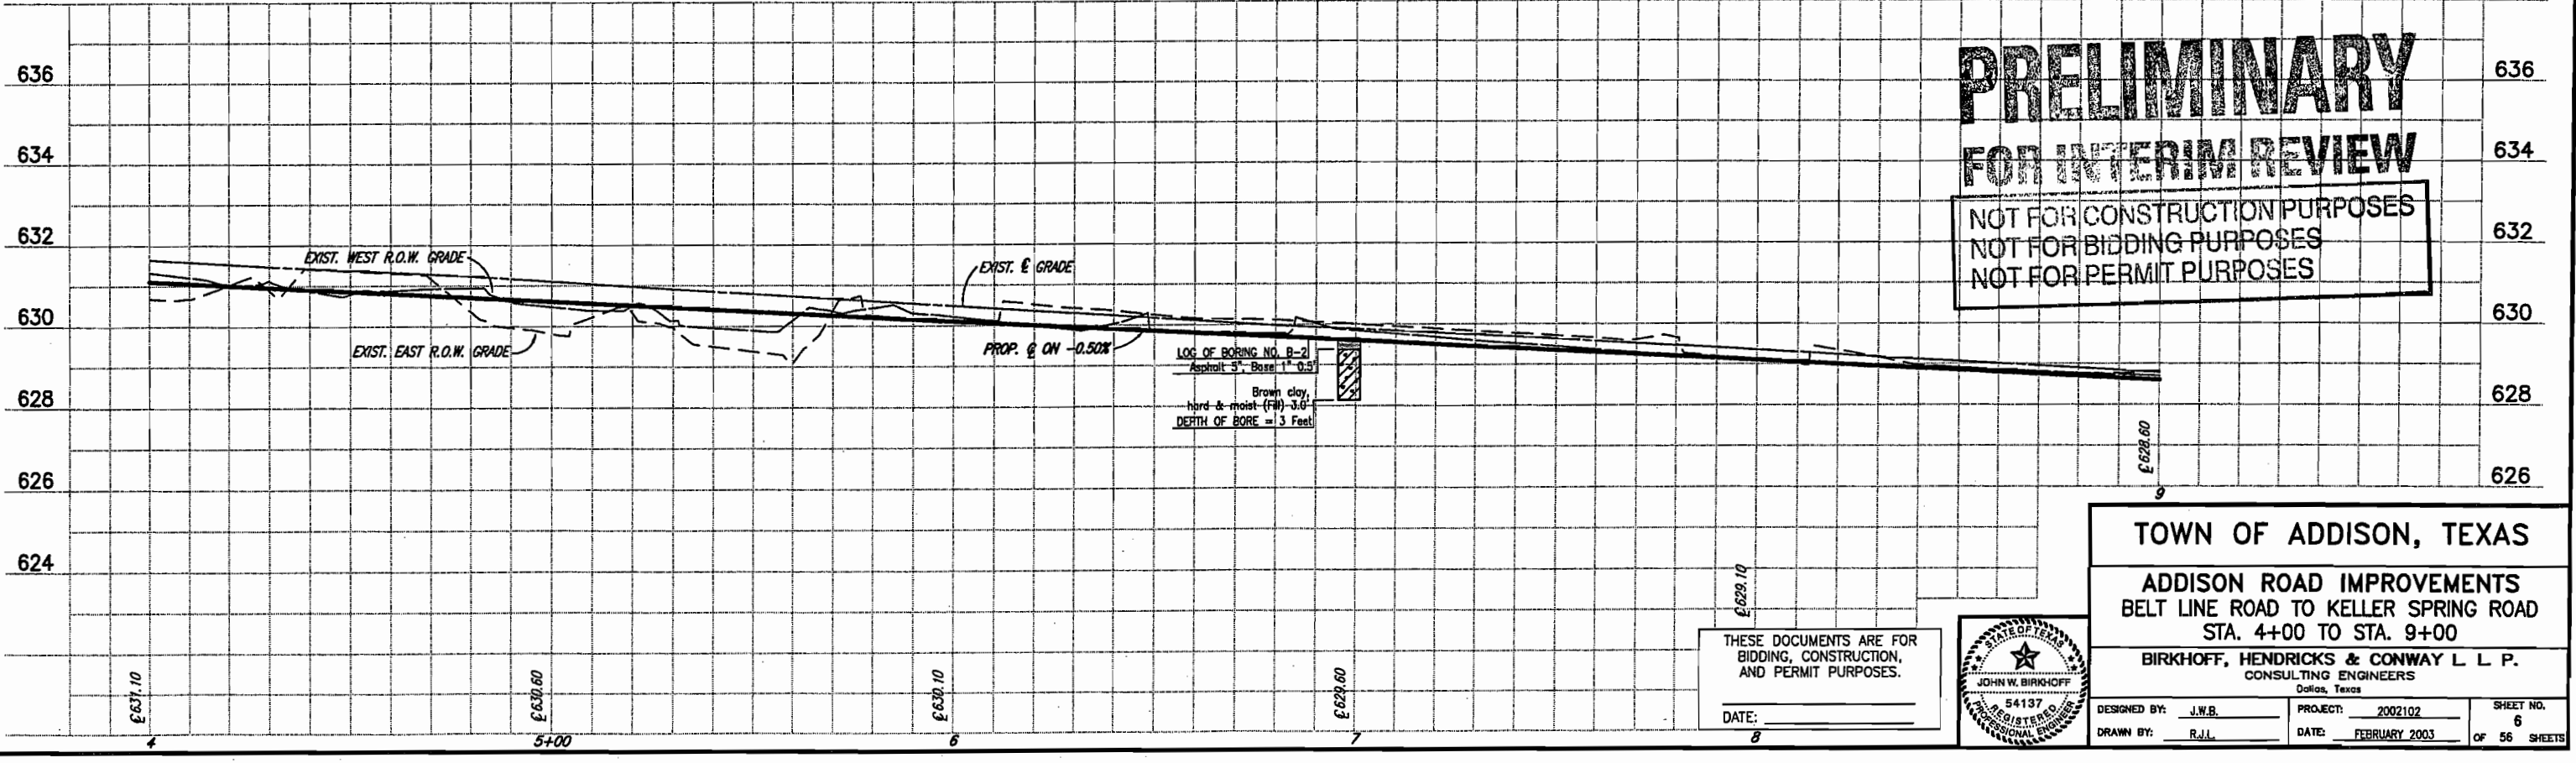 636
634
632
630
628
626
624
636
634
632
630
628
626
PRELIMINARY
FOR INTERIM REVIEW
NOT FOR CONSTRUCTION PURPOSES
NOT FOR BIDDING PURPOSES
NOT FOR PERMIT PURPOSES
EXIST. WEST R.O.W. GRADE
EXIST. ℄ GRADE
EXIST. EAST R.O.W. GRADE
PROP. ℄ ON -0.50%
LOG OF BORING NO. B-2
Asphalt 5", Base 1" 0.5'
Brown clay,
hard & moist (Fill) 3.0'
DEPTH OF BORE = 3 Feet
℄ 631.10
℄ 630.60
℄ 630.10
℄ 629.60
℄ 629.10
℄ 628.60
4
5+00
6
7
8
9
THESE DOCUMENTS ARE FOR
BIDDING, CONSTRUCTION,
AND PERMIT PURPOSES.
DATE:
STATE OF TEXAS
JOHN W. BIRKHOFF
54137
REGISTERED
PROFESSIONAL ENGINEER
TOWN OF ADDISON, TEXAS
ADDISON ROAD IMPROVEMENTS
BELT LINE ROAD TO KELLER SPRING ROAD
STA. 4+00 TO STA. 9+00
BIRKHOFF, HENDRICKS & CONWAY L. L. P.
CONSULTING ENGINEERS
Dallas, Texas
DESIGNED BY: J.W.B.
PROJECT: 2002102
SHEET NO.
6
DRAWN BY: R.J.L.
DATE: FEBRUARY 2003
OF 56 SHEETS